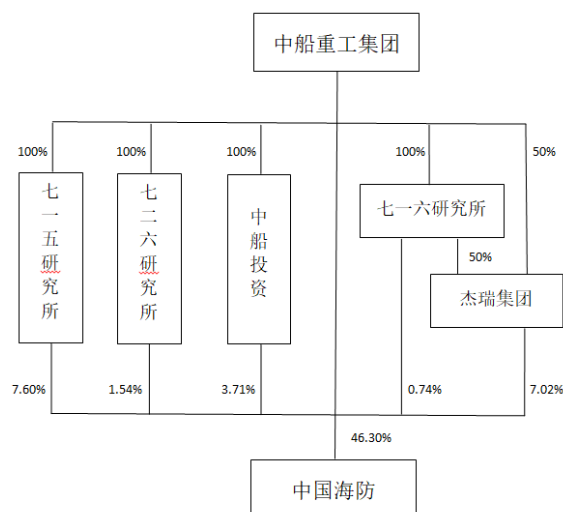 中船重工集团
100%
100%
100%
100%
50%
七一五研究所
七二六研究所
中船投资
七一六研究所
50%
杰瑞集团
7.60%
1.54%
3.71%
0.74%
7.02%
46.30%
中国海防